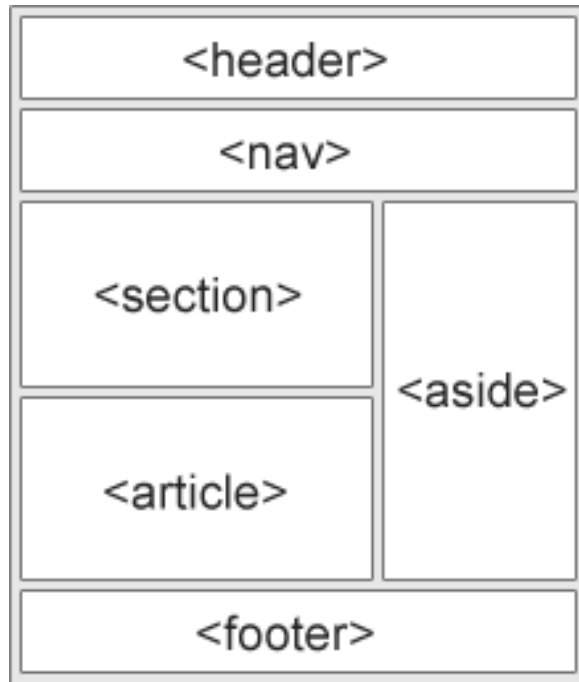 <header>
<nav>
<section>
<aside>
<article>
<footer>